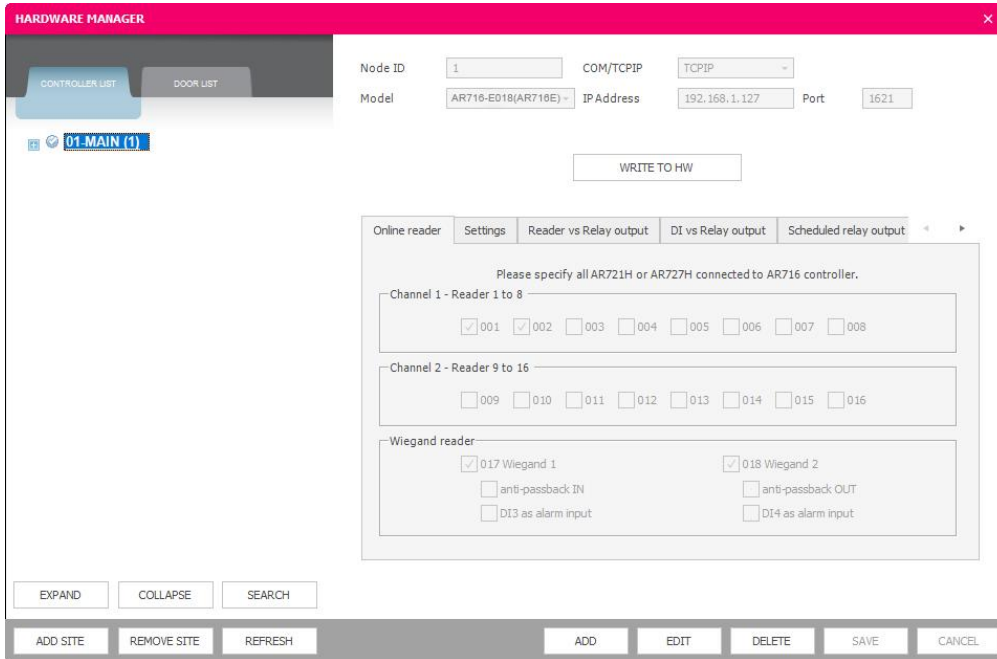 HARDWARE MANAGER
CONTROLLER LIST DOOR LIST
01-MAIN (1)
Node ID 1 COM/TCPIP TCPIP
Model AR716-E018(AR716E) IP Address 192.168.1.127 Port 1621
WRITE TO HW
Online reader Settings Reader vs Relay output DI vs Relay output Scheduled relay output
Please specify all AR721H or AR727H connected to AR716 controller.
Channel 1 - Reader 1 to 8
001 002 003 004 005 006 007 008
Channel 2 - Reader 9 to 16
009 010 011 012 013 014 015 016
Wiegand reader
017 Wiegand 1 018 Wiegand 2
anti-passback IN anti-passback OUT
DI3 as alarm input DI4 as alarm input
EXPAND COLLAPSE SEARCH
ADD SITE REMOVE SITE REFRESH ADD EDIT DELETE SAVE CANCEL